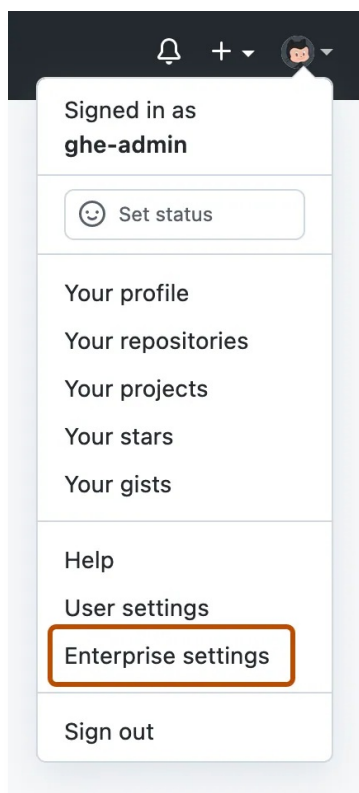 Signed in as
ghe-admin
Set status
Your profile
Your repositories
Your projects
Your stars
Your gists
Help
User settings
Enterprise settings
Sign out